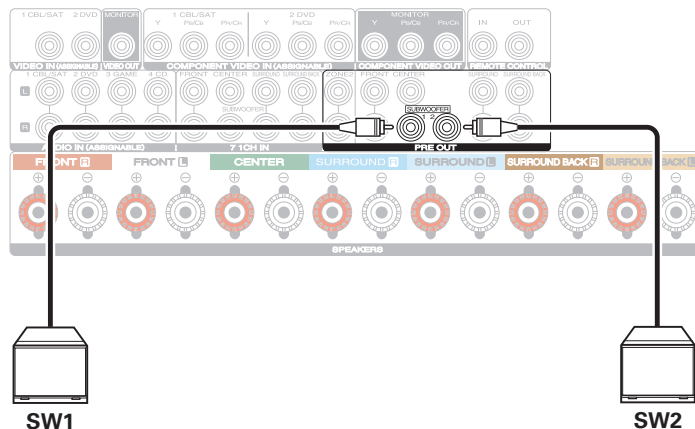 1 CBL/SAT 2 DVD MONITOR
1 CBL/SAT 2 DVD
Y PB/CB PR/CR Y PB/CB PR/CR
MONITOR
Y PB/CB PR/CR
IN OUT
VIDEO IN (ASSIGNABLE) VIDEO OUT COMPONENT VIDEO IN (ASSIGNABLE) COMPONENT VIDEO OUT REMOTE CONTROL
1 CBL/SAT 2 DVD 3 GAME 4 CD FRONT CENTER SURROUND SURROUND BACK ZONE2 FRONT CENTER SURROUND SURROUND BACK
L
SUBWOOFER
SUBWOOFER
1 2
R
AUDIO IN (ASSIGNABLE) 7.1CH IN PRE OUT
FRONT R FRONT L CENTER SURROUND R SURROUND L SURROUND BACK R SURROUND BACK L
SPEAKERS
SW1 SW2